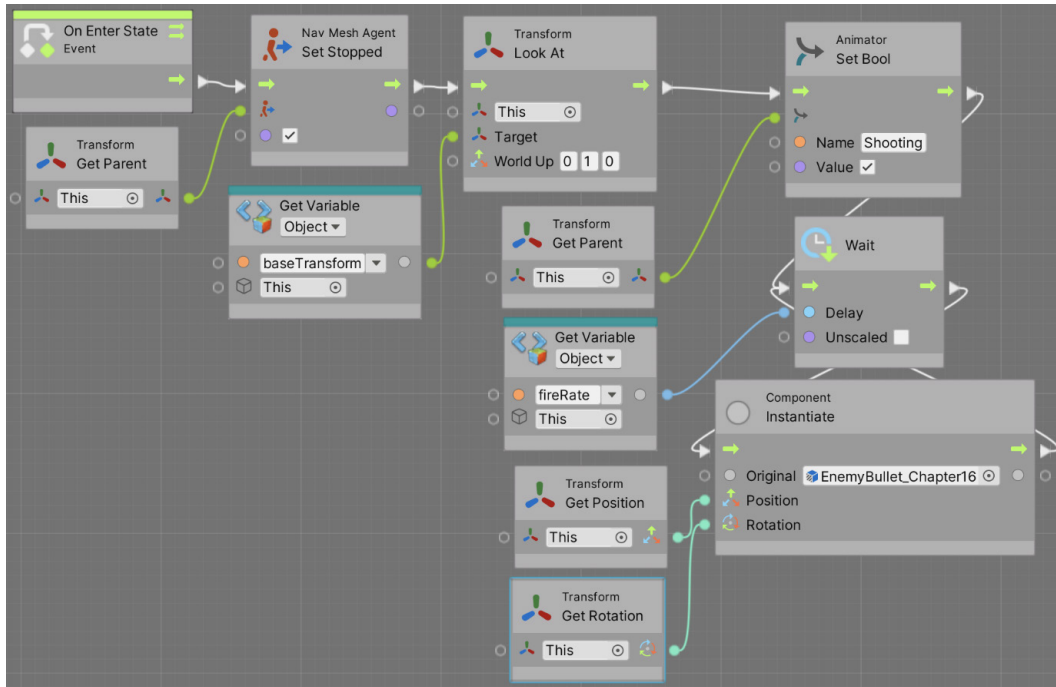 On Enter State
Event
Nav Mesh Agent
Set Stopped
Transform
Look At
This
Target
World Up 0 1 0
Animator
Set Bool
Name Shooting
Value
Transform
Get Parent
This
Get Variable
Object
baseTransform
This
Transform
Get Parent
This
Wait
Delay
Unscaled
Get Variable
Object
fireRate
This
Component
Instantiate
Original EnemyBullet_Chapter16
Position
Rotation
Transform
Get Position
This
Transform
Get Rotation
This